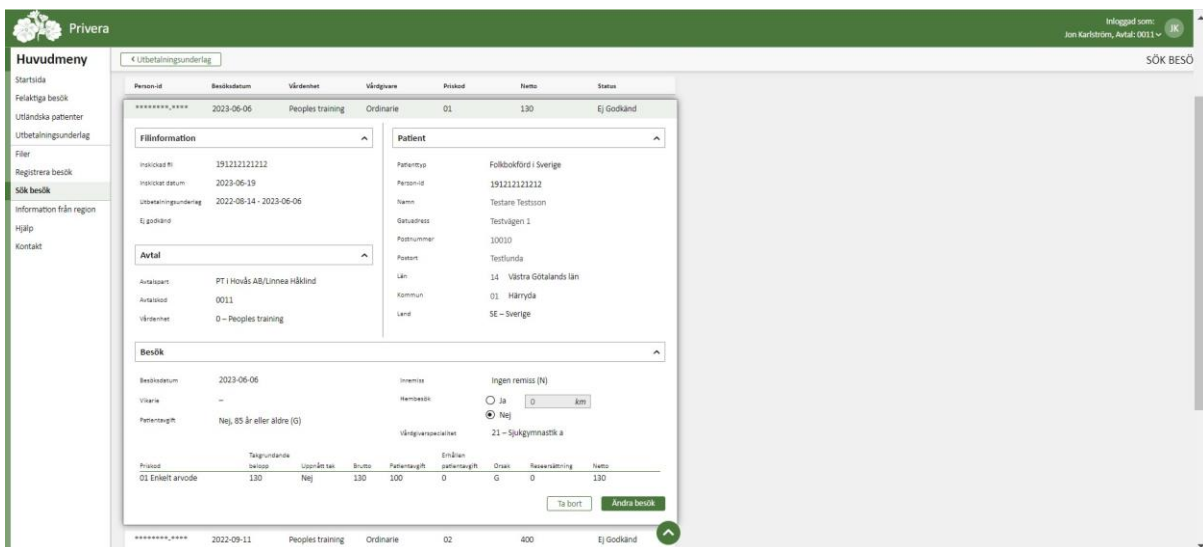 Privera
Inloggad som:
Jon Karlström, Avtal: 0011
JK
Huvudmeny
Utbetalningsunderlag
SÖK BESÖ
Startsida
Felaktiga besök
Utländska patienter
Utbetalningsunderlag
Filer
Registrera besök
Sök besök
Information från region
Hjälp
Kontakt
Person-id Besöksdatum Vårdenhet Vårdgivare Priskod Netto Status
********-**** 2023-06-06 Peoples training Ordinarie 01 130 Ej Godkänd
Filinformation
Inskickad fil 191212121212
Inskickat datum 2023-06-19
Utbetalningsunderlag 2022-08-14 - 2023-06-06
Ej godkänd
Avtal
Avtalspart PT i Hovås AB/Linnea Håklind
Avtalskod 0011
Vårdenhet 0 – Peoples training
Patient
Patienttyp Folkbokförd i Sverige
Person-id 191212121212
Namn Testare Testsson
Gatuadress Testvägen 1
Postnummer 10010
Postort Testlunda
Län 14 Västra Götalands län
Kommun 01 Härryda
Land SE – Sverige
Besök
Besöksdatum 2023-06-06
Vikarie –
Patientavgift Nej, 85 år eller äldre (G)
Inremiss Ingen remiss (N)
Hembesök Ja 0 km
Nej
Vårdgivarspecialitet 21 – Sjukgymnastik a
Priskod Takgrundande belopp Uppnått tak Brutto Patientavgift Erhållen patientavgift Orsak Reseersättning Netto
01 Enkelt arvode 130 Nej 130 100 0 G 0 130
Ta bort Ändra besök
********-**** 2022-09-11 Peoples training Ordinarie 02 400 Ej Godkänd